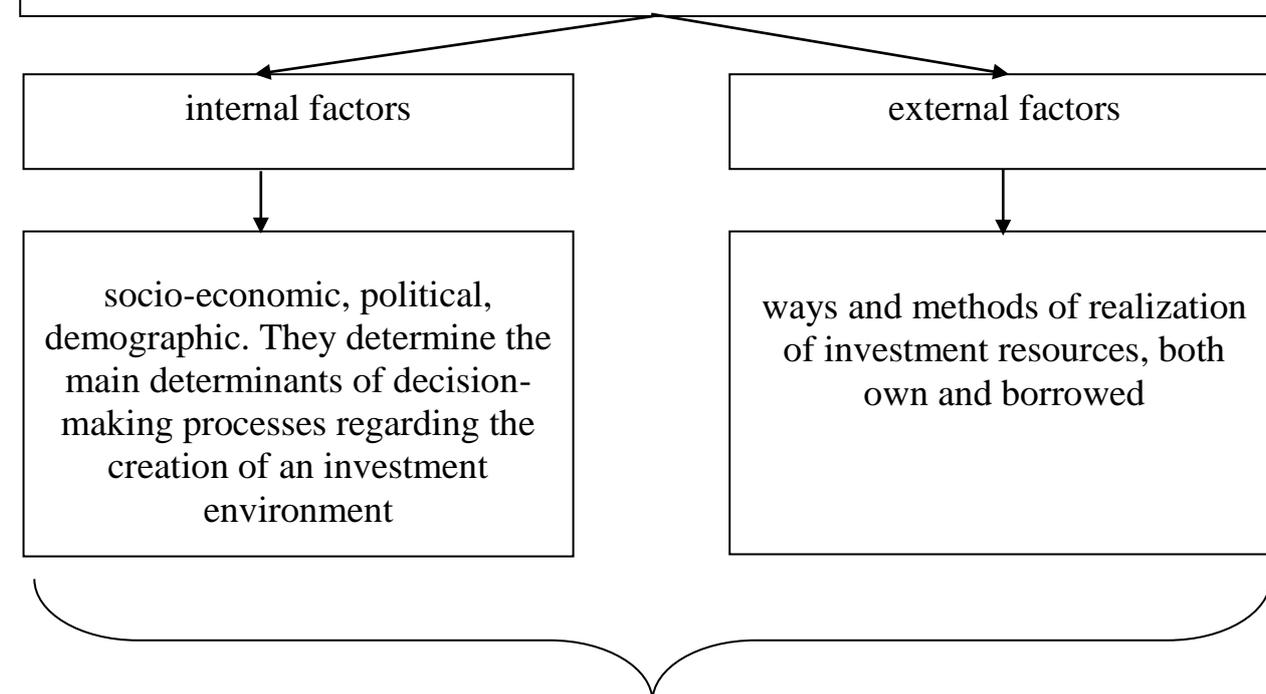 internal factors
external factors
socio-economic, political,
demographic. They determine the
main determinants of decision-
making processes regarding the
creation of an investment
environment
ways and methods of realization
of investment resources, both
own and borrowed